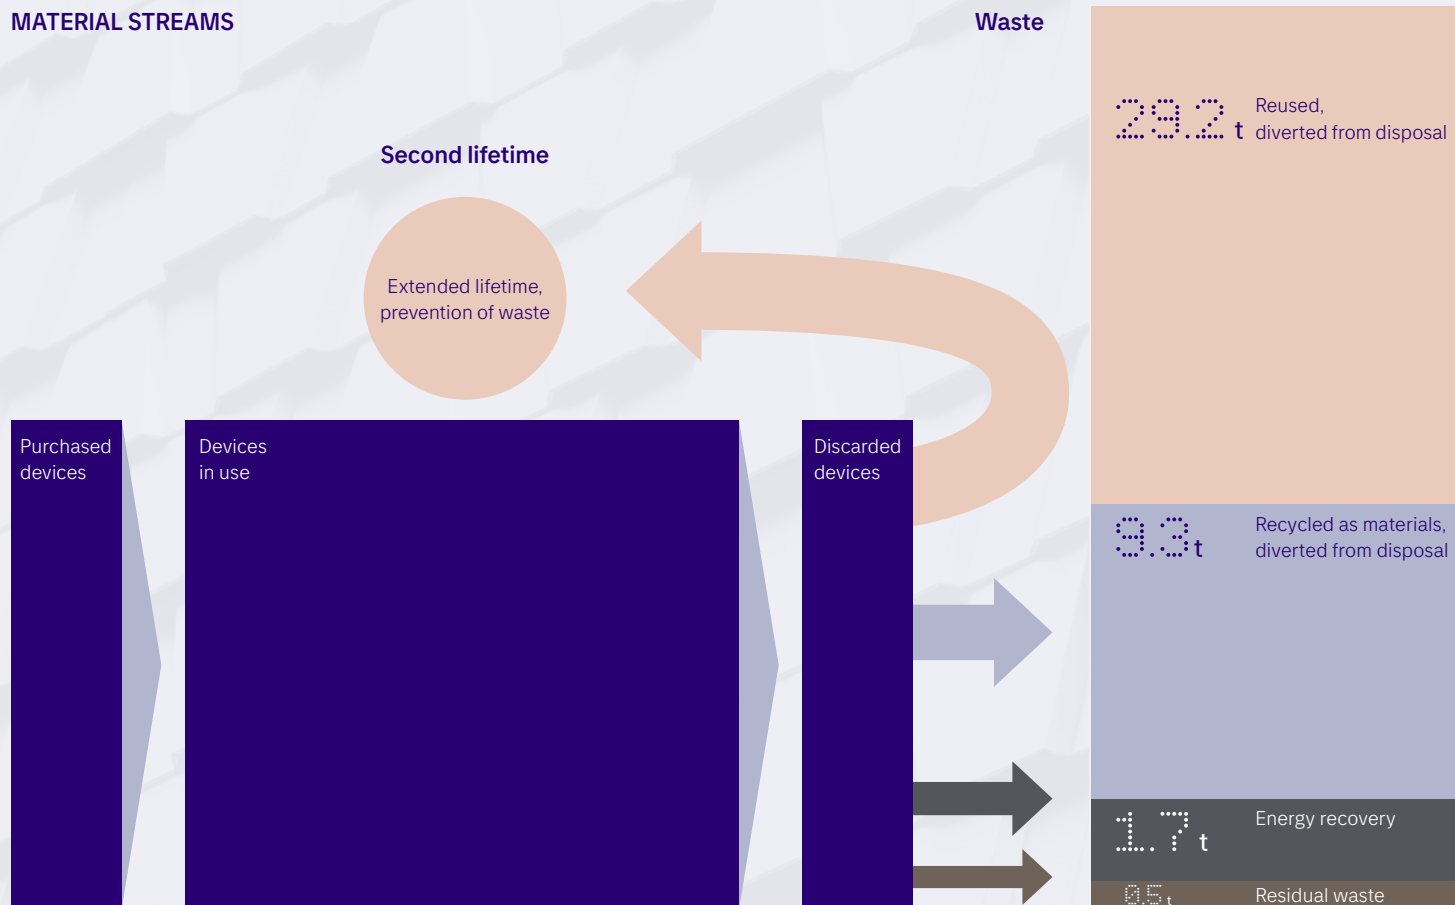 MATERIAL STREAMS
Waste
Second lifetime
Extended lifetime,
prevention of waste
Purchased
devices
Devices
in use
Discarded
devices
29.2 t
Reused,
diverted from disposal
9.3 t
Recycled as materials,
diverted from disposal
1.7 t
Energy recovery
0.5 t
Residual waste